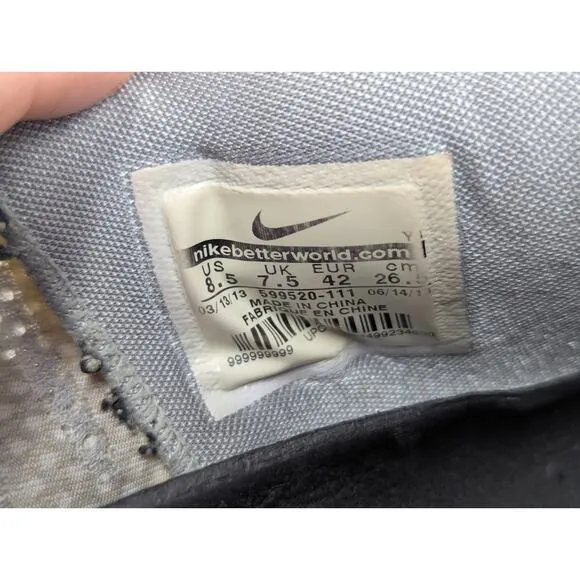 nikebetterworld.com
US UK EUR cm
8.5 7.5 42 26.5
03/13/13 599520-111 06/14/1
MADE IN CHINA
FABRIQUE EN CHINE
999999999 UPC